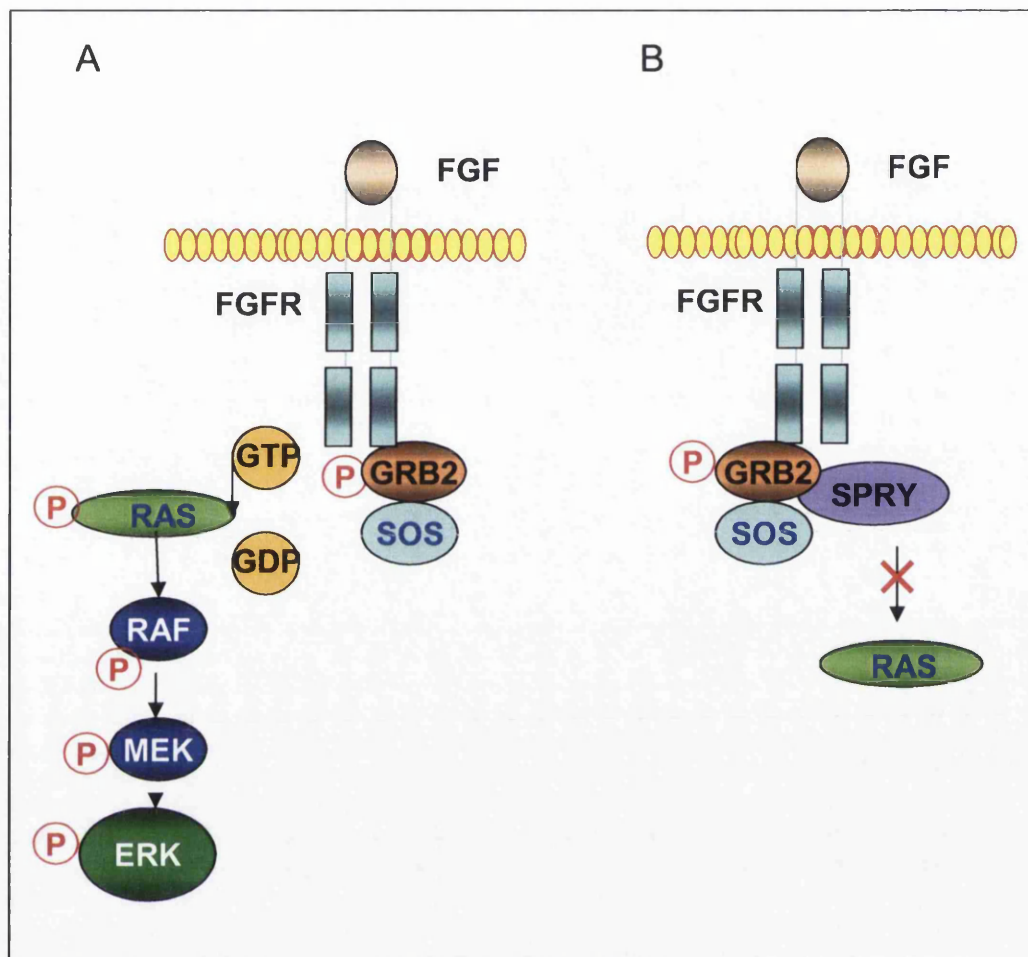 A
FGF
FGFR
GTP
P
GRB2
P
RAS
SOS
GDP
RAF
P
P
MEK
P
ERK
B
FGF
FGFR
P
GRB2
SPRY
SOS
RAS